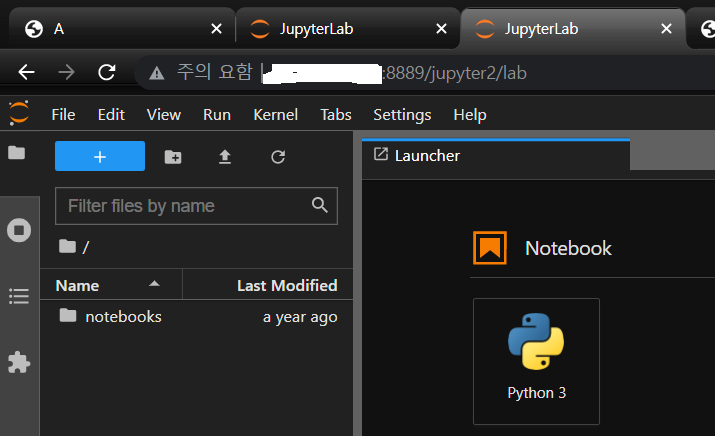 A
JupyterLab
JupyterLab
주의 요함 | :8889/jupyter2/lab
File Edit View Run Kernel Tabs Settings Help
Launcher
Filter files by name
/
Name Last Modified
notebooks a year ago
Notebook
Python 3